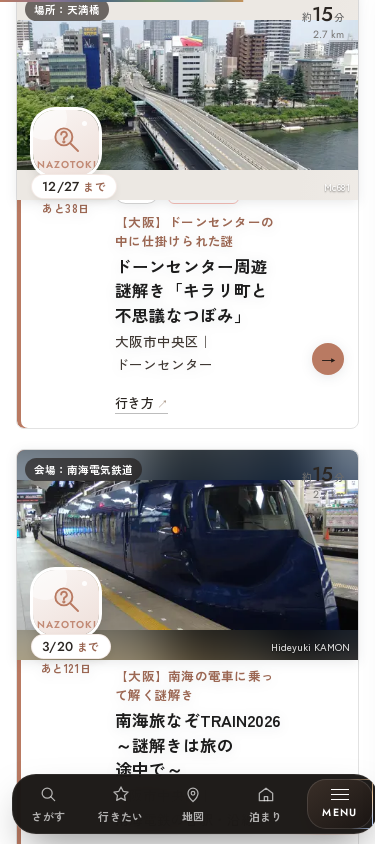 場所：天満橋
約15分
2.7 km
NAZOTOKI
12/27 まで
あと38日
【大阪】ドーンセンターの
中に仕掛けられた謎
ドーンセンター周遊
謎解き「キラリ町と
不思議なつぼみ」
大阪市中央区｜
ドーンセンター
→
行き方 ↗
会場：南海電気鉄道
約15分
Hideyuki KAMON
NAZOTOKI
3/20 まで
あと121日
【大阪】南海の電車に乗っ
て解く謎解き
南海旅なぞTRAIN2026
～謎解きは旅の
途中で～
さがす
行きたい
地図
泊まり
MENU